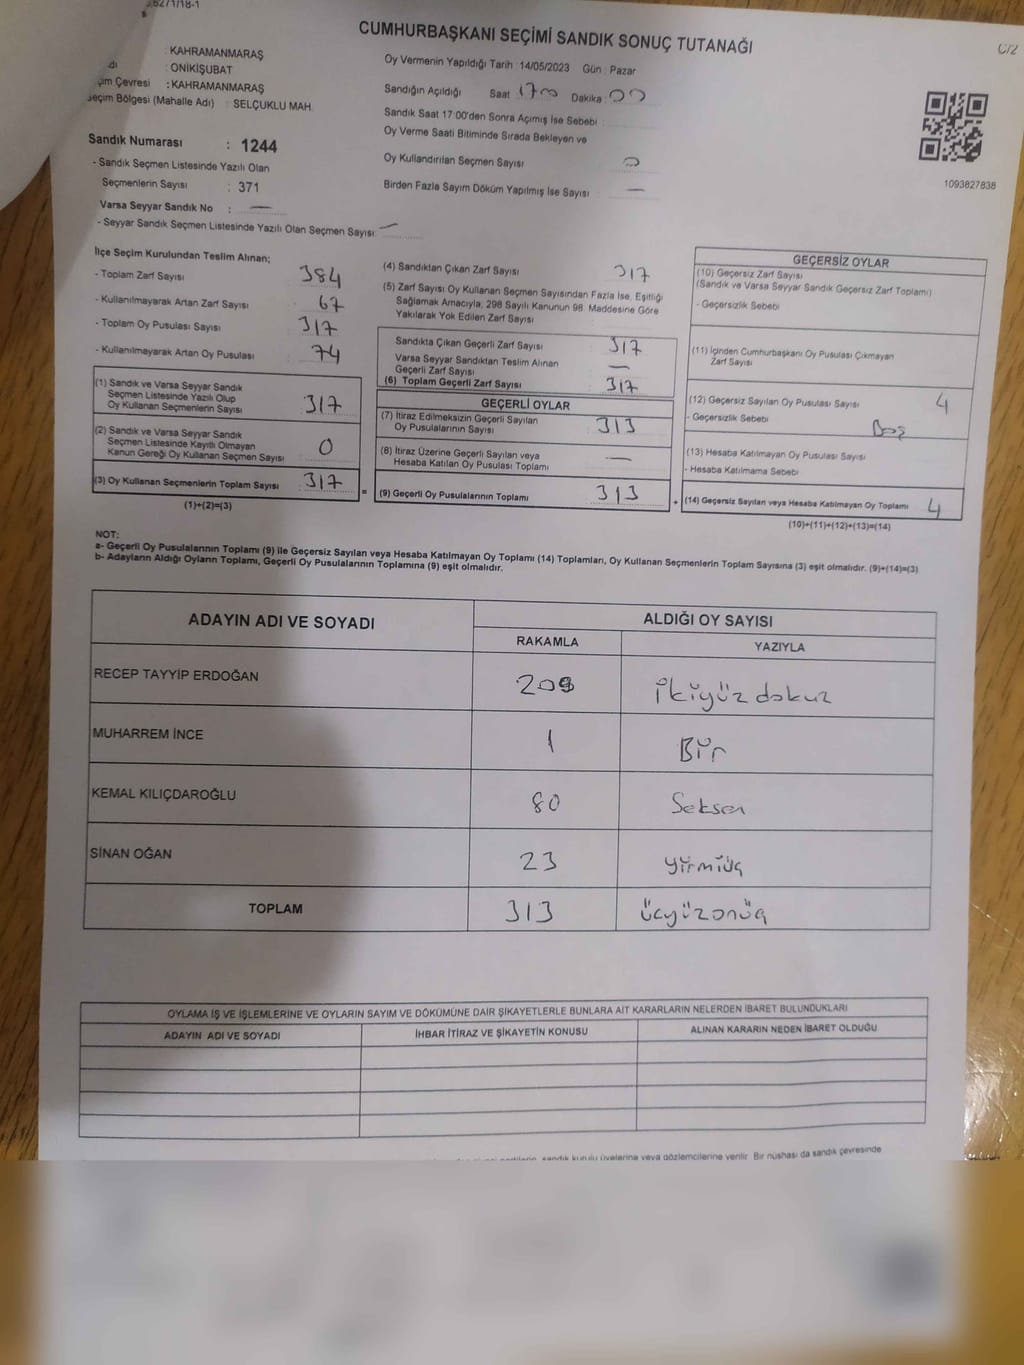 CUMHURBAŞKANI SEÇİMİ SANDIK SONUÇ TUTANAĞI
C/2
: KAHRAMANMARAŞ
: ONİKİŞUBAT
Çevresi : KAHRAMANMARAŞ
Seçim Bölgesi (Mahalle Adı) : SELÇUKLU MAH.
Sandık Numarası : 1244
- Sandık Seçmen Listesinde Yazılı Olan
Seçmenlerin Sayısı : 371
Varsa Seyyar Sandık No : —
- Seyyar Sandık Seçmen Listesinde Yazılı Olan Seçmen Sayısı: —
Oy Vermenin Yapıldığı Tarih : 14/05/2023 Gün : Pazar
Sandığın Açıldığı Saat 17:00 Dakika : 00
Sandık Saat 17:00'den Sonra Açımış İse Sebebi :
Oy Verme Saati Bitiminde Sırada Bekleyen ve
Oy Kullandırılan Seçmen Sayısı : 0
Birden Fazla Sayım Döküm Yapılmış İse Sayısı : —
1093827838
İlçe Seçim Kurulundan Teslim Alınan;
- Toplam Zarf Sayısı : 384
- Kullanılmayarak Artan Zarf Sayısı : 67
- Toplam Oy Pusulası Sayısı : 317
- Kullanılmayarak Artan Oy Pusulası : 74
(1) Sandık ve Varsa Seyyar Sandık
Seçmen Listesinde Yazılı Olup
Oy Kullanan Seçmenlerin Sayısı : 317
(2) Sandık ve Varsa Seyyar Sandık
Seçmen Listesinde Kayıtlı Olmayan
Kanun Gereği Oy Kullanan Seçmen Sayısı : 0
(3) Oy Kullanan Seçmenlerin Toplam Sayısı : 317
(1)+(2)=(3)
(4) Sandıktan Çıkan Zarf Sayısı : 317
(5) Zarf Sayısı Oy Kullanan Seçmen Sayısından Fazla İse, Eşitliği
Sağlamak Amacıyla, 298 Sayılı Kanunun 98. Maddesine Göre
Yakılarak Yok Edilen Zarf Sayısı :
Sandıkta Çıkan Geçerli Zarf Sayısı : 317
Varsa Seyyar Sandıktan Teslim Alınan
Geçerli Zarf Sayısı : —
(6) Toplam Geçerli Zarf Sayısı : 317
GEÇERLİ OYLAR
(7) İtiraz Edilmeksizin Geçerli Sayılan
Oy Pusulalarının Sayısı : 313
(8) İtiraz Üzerine Geçerli Sayılan veya
Hesaba Katılan Oy Pusulası Toplamı : —
= (9) Geçerli Oy Pusulalarının Toplamı : 313
GEÇERSİZ OYLAR
(10) Geçersiz Zarf Sayısı
(Sandık ve Varsa Seyyar Sandık Geçersiz Zarf Toplamı)
- Geçersizlik Sebebi
(11) İçinden Cumhurbaşkanı Oy Pusulası Çıkmayan
Zarf Sayısı
(12) Geçersiz Sayılan Oy Pusulası Sayısı 4
- Geçersizlik Sebebi Boş
(13) Hesaba Katılmayan Oy Pusulası Sayısı
- Hesaba Katılmama Sebebi
+ (14) Geçersiz Sayılan veya Hesaba Katılmayan Oy Toplamı 4
(10)+(11)+(12)+(13)=(14)
NOT:
a- Geçerli Oy Pusulalarının Toplamı (9) ile Geçersiz Sayılan veya Hesaba Katılmayan Oy Toplamı (14) Toplamları, Oy Kullanan Seçmenlerin Toplam Sayısına (3) eşit olmalıdır. (9)+(14)=(3)
b- Adayların Aldığı Oyların Toplamı, Geçerli Oy Pusulalarının Toplamına (9) eşit olmalıdır.
ADAYIN ADI VE SOYADI
ALDIĞI OY SAYISI
RAKAMLA YAZIYLA
RECEP TAYYİP ERDOĞAN 209 ikiyüz dokuz
MUHARREM İNCE 1 Bir
KEMAL KILIÇDAROĞLU 80 Seksen
SİNAN OĞAN 23 yirmiüç
TOPLAM 313 üçyüzonüç
OYLAMA İŞ VE İŞLEMLERİNE VE OYLARIN SAYIM VE DÖKÜMÜNE DAİR ŞİKAYETLERLE BUNLARA AİT KARARLARIN NELERDEN İBARET BULUNDUKLARI
ADAYIN ADI VE SOYADI İHBAR İTİRAZ VE ŞİKAYETİN KONUSU ALINAN KARARIN NEDEN İBARET OLDUĞU
sandık kurulu üyelerine veya gözlemcilerine verilir. Bir nüshası da sandık çevresinde